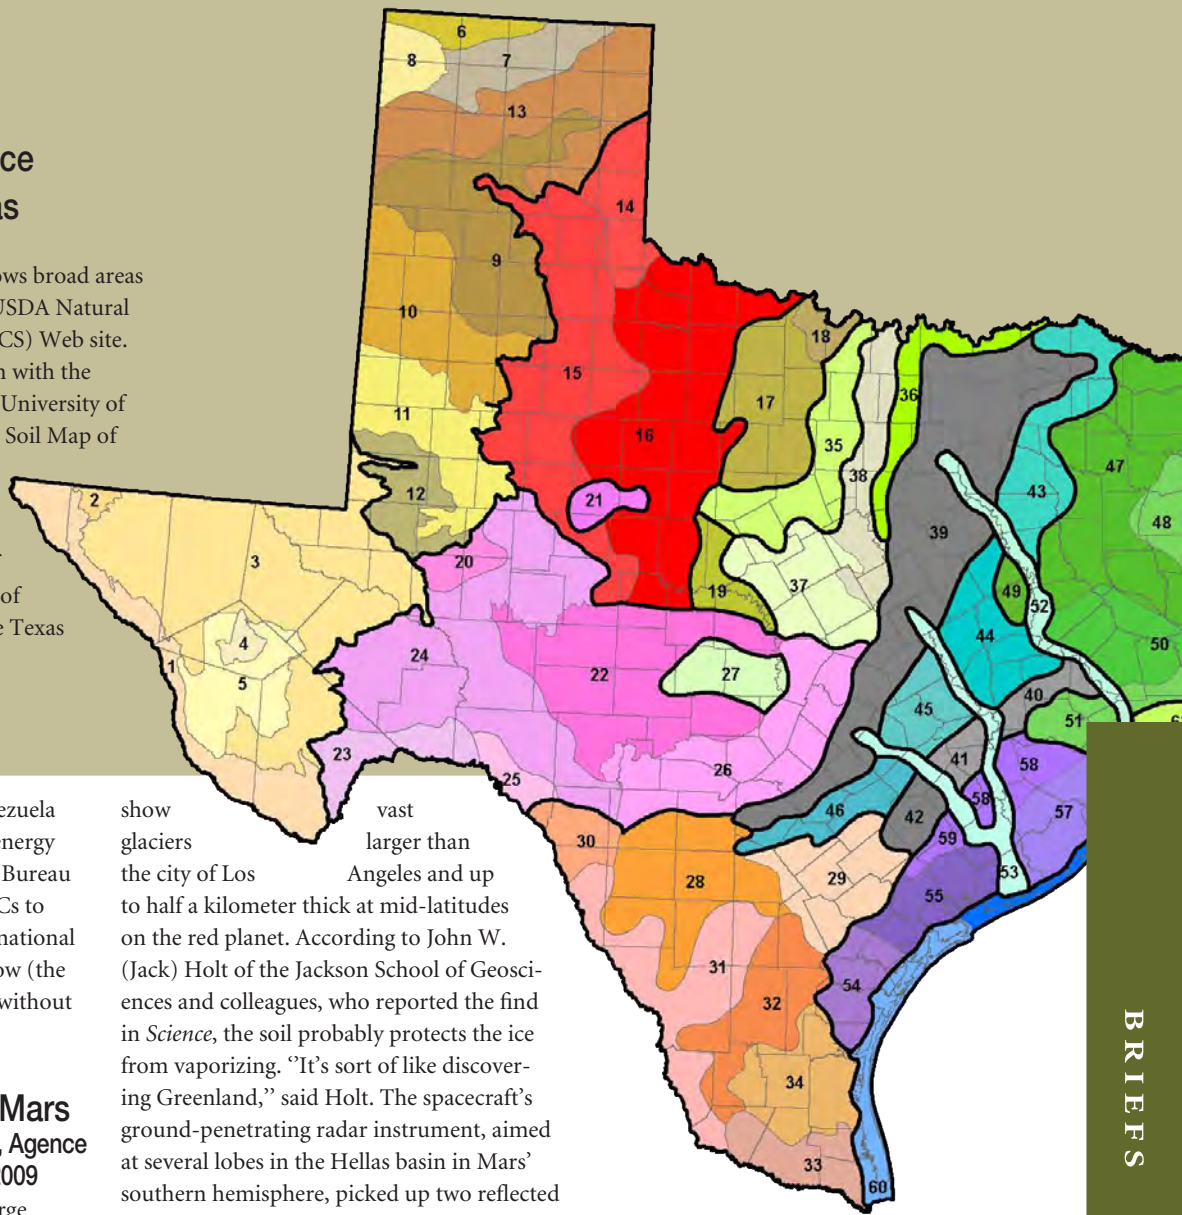 ce
as
ows broad areas
USDA Natural
CS) Web site.
n with the
University of
Soil Map of
of
e Texas
ezuela
energy
Bureau
Cs to
national
ow (the
without
Mars
, Agence
2009
arge
show vast
glaciers larger than
the city of Los Angeles and up
to half a kilometer thick at mid-latitudes
on the red planet. According to John W.
(Jack) Holt of the Jackson School of Geosci-
ences and colleagues, who reported the find
in Science, the soil probably protects the ice
from vaporizing. “It's sort of like discover-
ing Greenland,” said Holt. The spacecraft's
ground-penetrating radar instrument, aimed
at several lobes in the Hellas basin in Mars'
southern hemisphere, picked up two reflected
6
8
7
13
14
9
10
15
11
12
16
17
18
35
36
38
21
2
3
20
19
37
39
43
47
48
49
52
44
50
4
1
5
24
22
27
45
40
51
23
25
26
41
58
58
46
42
57
59
30
28
29
53
55
31
32
54
34
33
60
BRIEFS